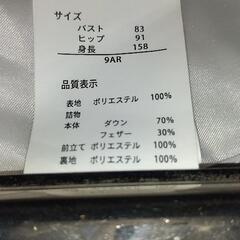 サイズ
バスト 83
ヒップ 91
身長 158
9AR
品質表示
表地 ポリエステル 100%
詰物
本体 ダウン 70%
フェザー 30%
前立て ポリエステル 100%
裏地 ポリエステル 100%